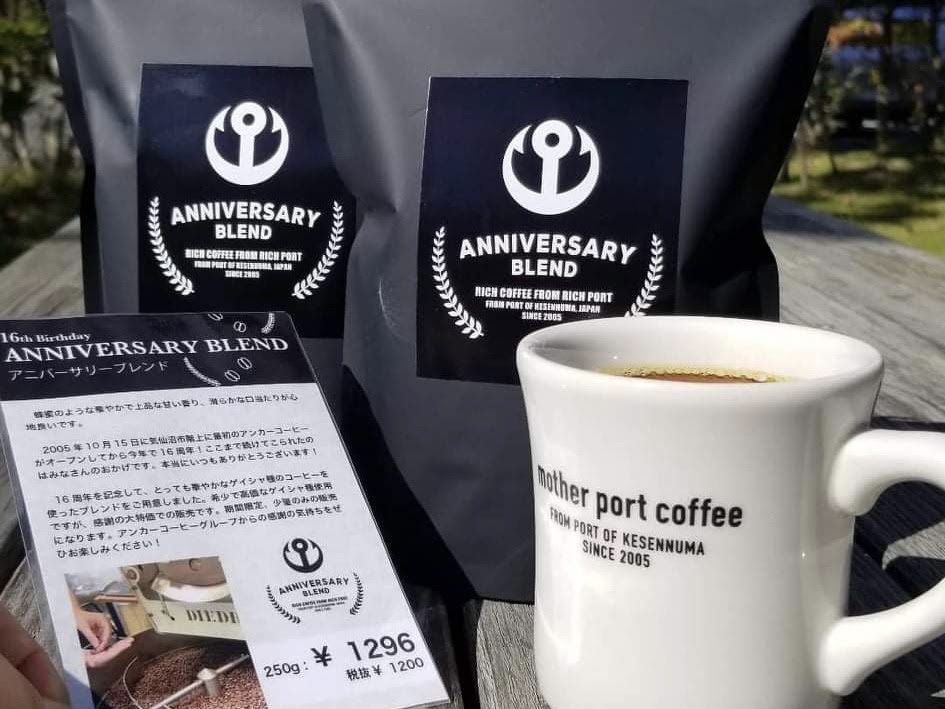 ANNIVERSARY
BLEND
RICH COFFEE FROM RICH PORT
FROM PORT OF KESENNUMA, JAPAN
SINCE 2005
ANNIVERSARY
BLEND
RICH COFFEE FROM RICH PORT
FROM PORT OF KESENNUMA, JAPAN
SINCE 2005
16th Birthday
ANNIVERSARY BLEND
アニバーサリーブレンド
蜂蜜のような華やかで上品な甘い香り、滑らかな口当たりが心
地良いです。
2005年10月15日に気仙沼市階上に最初のアンカーコーヒー
がオープンしてから今年で16周年！ここまで続けてこられたの
はみなさんのおかげです。本当にいつもありがとうございます！
16周年を記念して、とっても華やかなゲイシャ種のコーヒーを
使ったブレンドをご用意しました。希少で高価なゲイシャ種使用
ですが、感謝の大特価での販売です。期間限定、少量のみの販売
になります。アンカーコーヒーグループからの感謝の気持ちをぜ
ひお楽しみください！
DIEDR
ANNIVERSARY
BLEND
RICH COFFEE FROM RICH PORT
250g：¥ 1296
税抜¥ 1200
mother port coffee
FROM PORT OF KESENNUMA
SINCE 2005